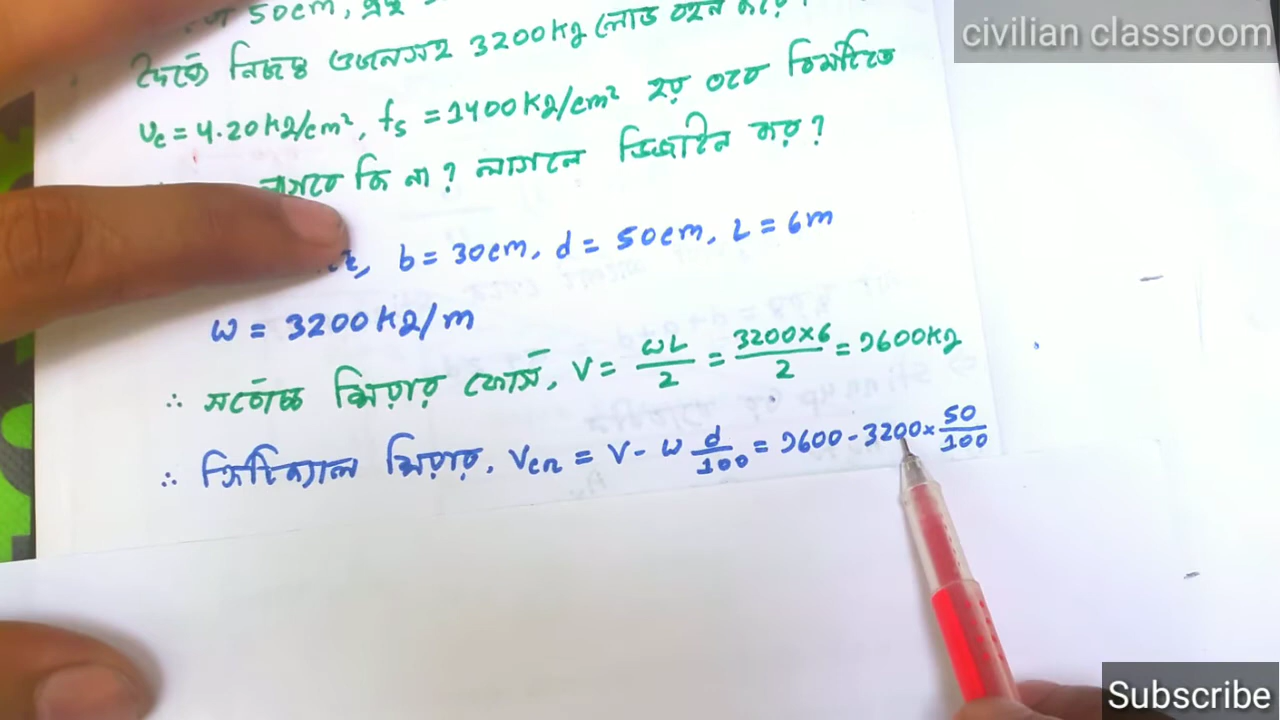 civilian classroom
50cm,
দৈর্ঘ্যে নিজস্ব ওজনসহ 3200kg লোড বহন করে।
Vc = 4.20kg/cm², fs = 1400kg/cm² হয় তবে বিমটিতে
লাগবে কি না? লাগলে ডিজাইন কর?
b = 30cm, d = 50cm, L = 6m
ω = 3200kg/m
∴ সর্বোচ্চ শিয়ার ফোর্স, V = ωL/2 = 3200×6/2 = 9600kg
∴ ক্রিটিক্যাল শিয়ার, Vcr = V - ω d/100 = 9600 - 3200× 50/100
Subscribe